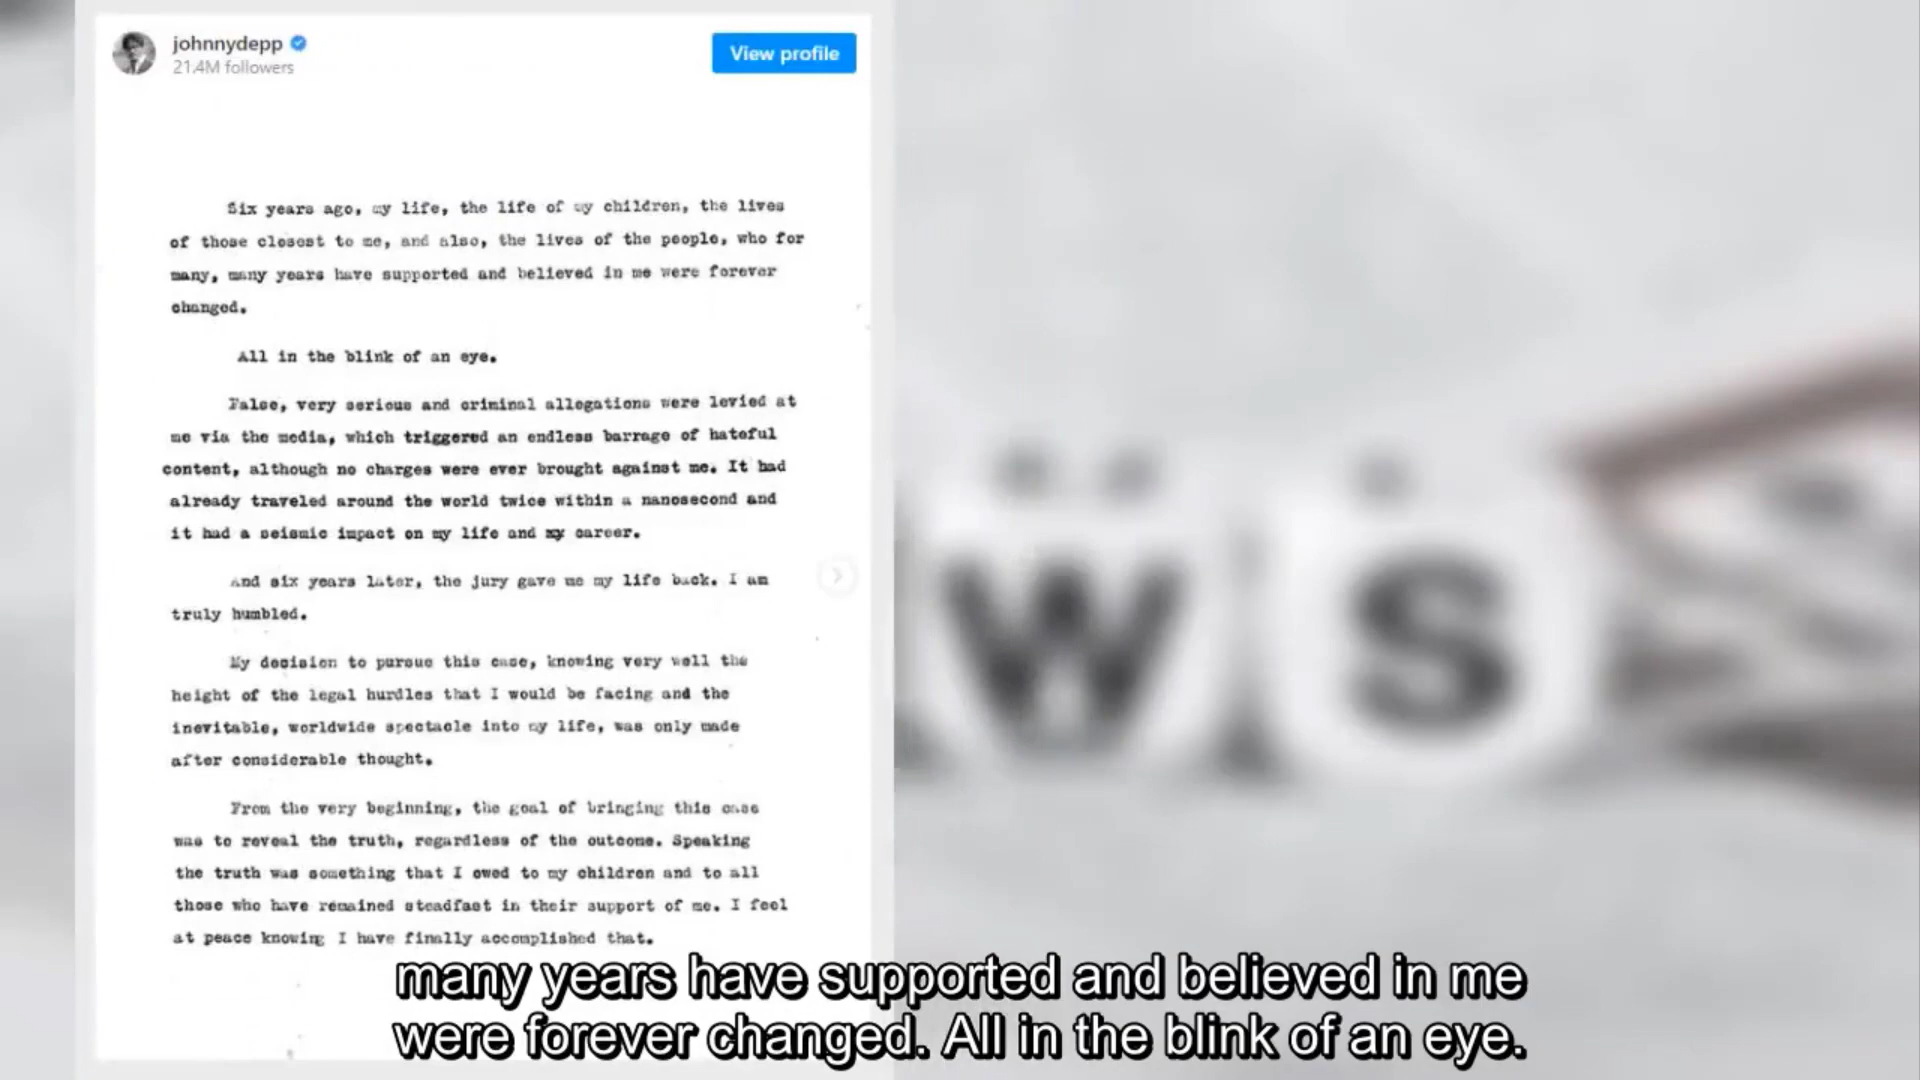 johnnydepp
21.4M followers
View profile
Six years ago, my life, the life of my children, the lives
of those closest to me, and also, the lives of the people, who for
many, many years have supported and believed in me were forever
changed.
All in the blink of an eye.
False, very serious and criminal allegations were levied at
me via the media, which triggered an endless barrage of hateful
content, although no charges were ever brought against me. It had
already traveled around the world twice within a nanosecond and
it had a seismic impact on my life and my career.
And six years later, the jury gave me my life back. I am
truly humbled.
My decision to pursue this case, knowing very well the
height of the legal hurdles that I would be facing and the
inevitable, worldwide spectacle into my life, was only made
after considerable thought.
From the very beginning, the goal of bringing this case
was to reveal the truth, regardless of the outcome. Speaking
the truth was something that I owed to my children and to all
those who have remained steadfast in their support of me. I feel
at peace knowing I have finally accomplished that.
W S
many years have supported and believed in me
were forever changed. All in the blink of an eye.